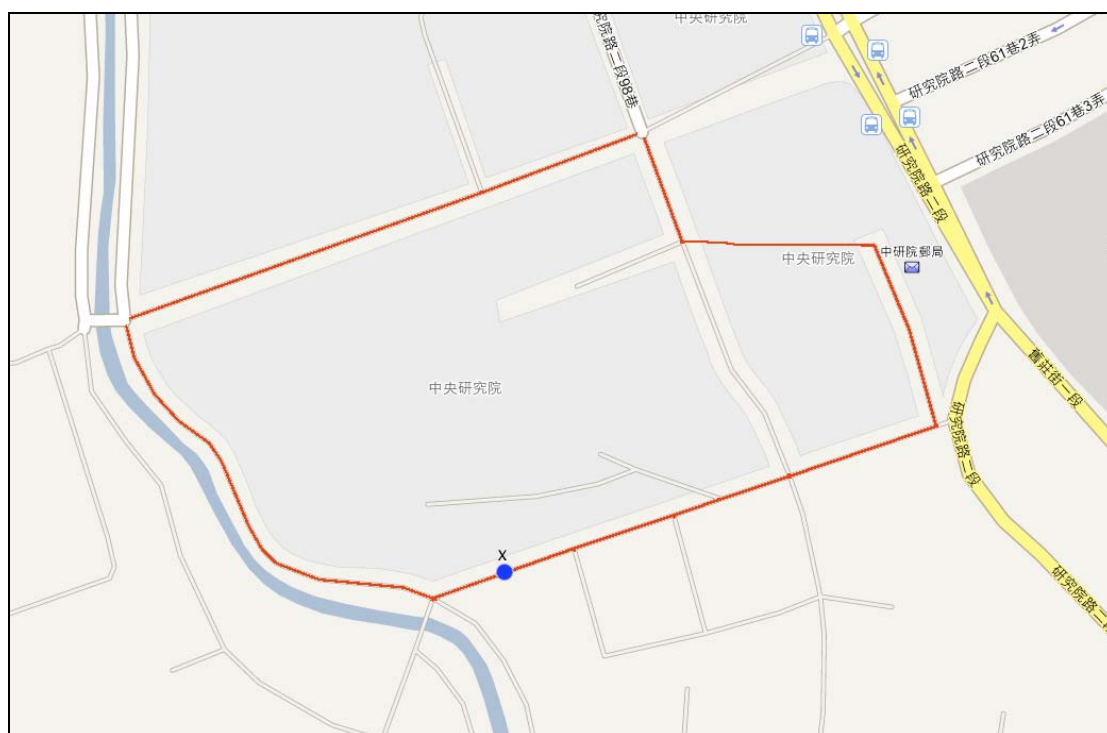 中央研究院
研究院路二段98巷
研究院路二段61巷2弄
研究院路二段61巷3弄
研究院路二段
中央研究院
中研院郵局
舊莊街一段
中央研究院
研究院路二段
X
研究院路二段